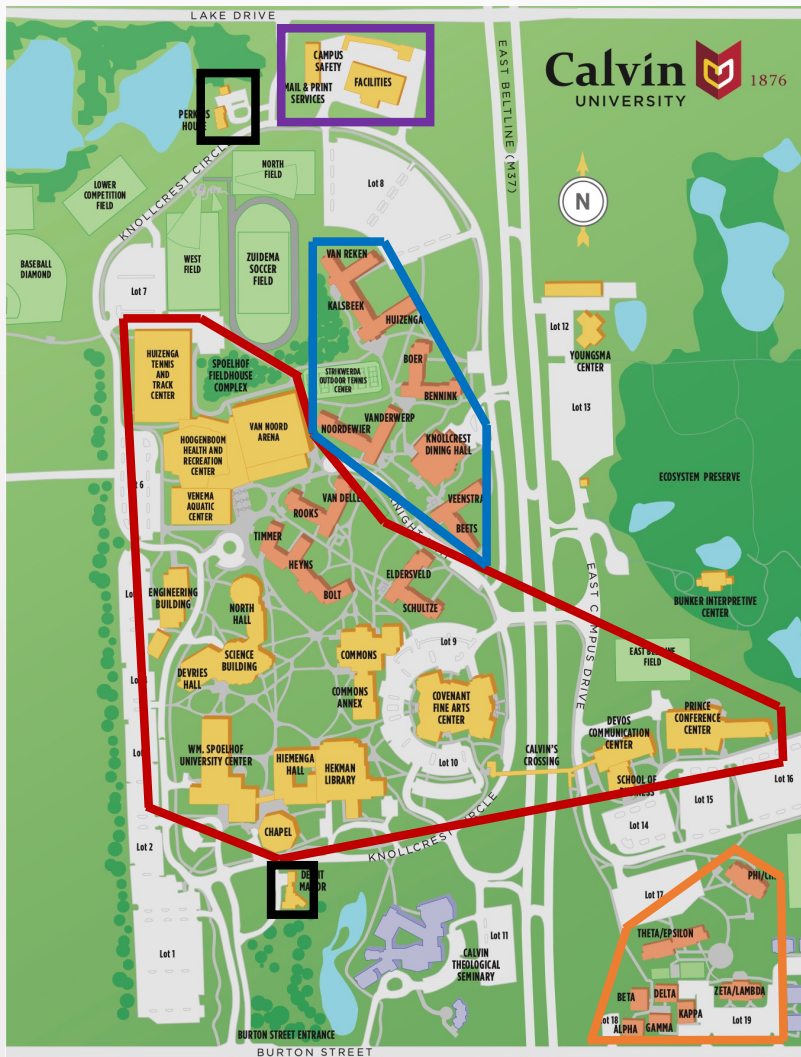 LAKE DRIVE
CAMPUS
SAFETY
MAIL & PRINT
SERVICES
FACILITIES
EAST BELTLINE (M37)
Calvin
UNIVERSITY
1876
HOUSE
KNOLLCREST CIRCLE
NORTH
FIELD
Lot 8
N
LOWER
COMPETITION
FIELD
BASEBALL
DIAMOND
WEST
FIELD
ZUIDEMA
SOCCER
FIELD
Lot 7
VAN REKEN
KALSBEEK
HUIZENGA
Lot 12
YOUNGSMA
CENTER
HUIZENGA
TENNIS
AND
TRACK
CENTER
SPOELHOF
FIELDHOUSE
COMPLEX
STRIKWERDA
OUTDOOR TENNIS
CENER
BOER
BENNINK
Lot 13
VAN NOORD
ARENA
NOORDEWIER
VANDERWERP
KNOLLCREST
DINING HALL
HOOGENBOOM
HEALTH AND
RECREATION
CENTER
ECOSYSTEM PRESERVE
VENEMA
AQUATIC
CENTER
ROOKS
VAN DELLE
VEENSTRA
BEETS
KNIGHT
TIMMER
HEYNS
BOLT
ELDERSVELD
SCHULTZE
ENGINEERING
BUILDING
NORTH
HALL
EAST CAMPUS DRIVE
BUNKER INTERPRETIVE
CENTER
SCIENCE
BUILDING
DEVRIES
HALL
COMMONS
COMMONS
ANNEX
Lot 9
COVENANT
FINE ARTS
CENTER
FIELD
PRINCE
CONFERENCE
CENTER
DEVOS
COMMUNICATION
CENTER
WM. SPOELHOF
UNIVERSITY CENTER
HIEMENGA
HALL
HEKMAN
LIBRARY
Lot 10
CALVIN'S
CROSSING
SCHOOL OF
Lot 16
Lot 15
Lot 14
CHAPEL
KNOLLCREST CIRCLE
Lot 2
MANOR
Lot 17
THETA/EPSILON
Lot 1
Lot 11
CALVIN
THEOLOGICAL
SEMINARY
BETA
DELTA
ZETA/LAMBDA
KAPPA
ALPHA
GAMMA
Lot 19
BURTON STREET ENTRANCE
BURTON STREET